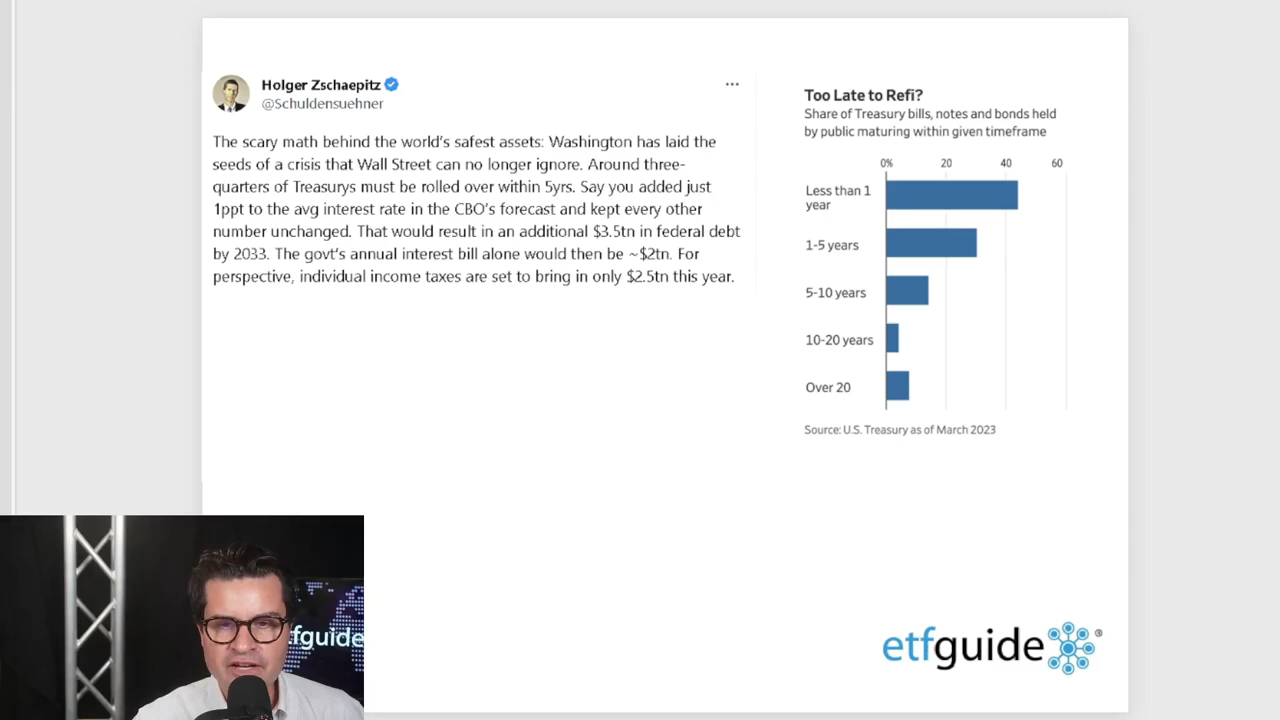 Holger Zschaepitz
@Schuldensuehner
The scary math behind the world's safest assets: Washington has laid the
seeds of a crisis that Wall Street can no longer ignore. Around three-
quarters of Treasurys must be rolled over within 5yrs. Say you added just
1ppt to the avg interest rate in the CBO's forecast and kept every other
number unchanged. That would result in an additional $3.5tn in federal debt
by 2033. The govt's annual interest bill alone would then be ~$2tn. For
perspective, individual income taxes are set to bring in only $2.5tn this year.
Too Late to Refi?
Share of Treasury bills, notes and bonds held
by public maturing within given timeframe
0% 20 40 60
Less than 1
year
1-5 years
5-10 years
10-20 years
Over 20
Source: U.S. Treasury as of March 2023
tfguide
etfguide®